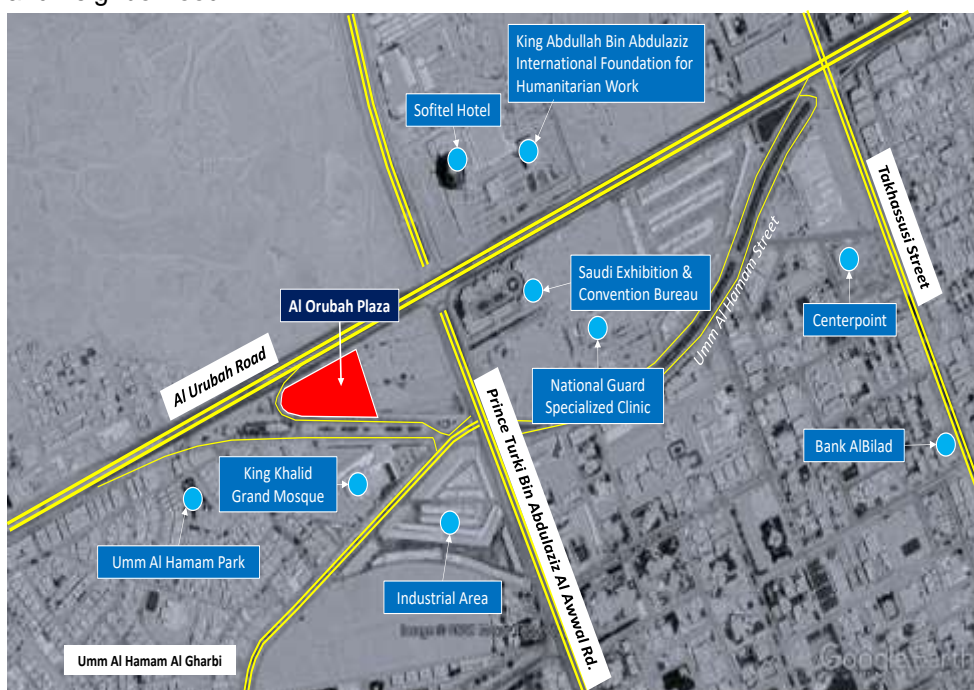 King Abdullah Bin Abdulaziz
International Foundation for
Humanitarian Work
Sofitel Hotel
Takhassusi Street
Saudi Exhibition &
Convention Bureau
Umm Al Hamam Street
Al Orubah Plaza
Centerpoint
Al Urubah Road
National Guard
Specialized Clinic
Prince Turki Bin Abdulaziz Al Awwal Rd.
Bank AlBilad
King Khalid
Grand Mosque
Umm Al Hamam Park
Industrial Area
Umm Al Hamam Al Gharbi
Google Earth